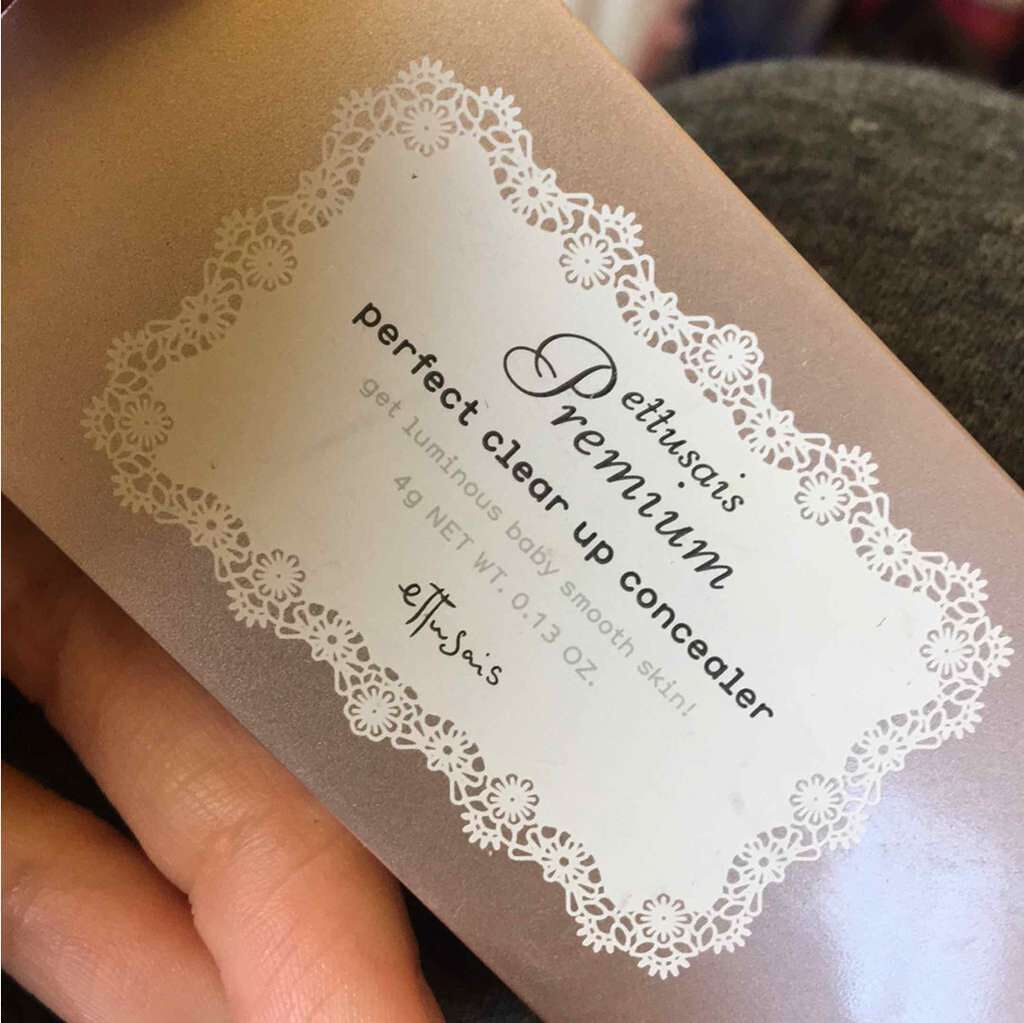 ettusais
Premium
perfect clear up concealer
get luminous baby smooth skin!
4g NET WT. 0.13 OZ.
ettusais